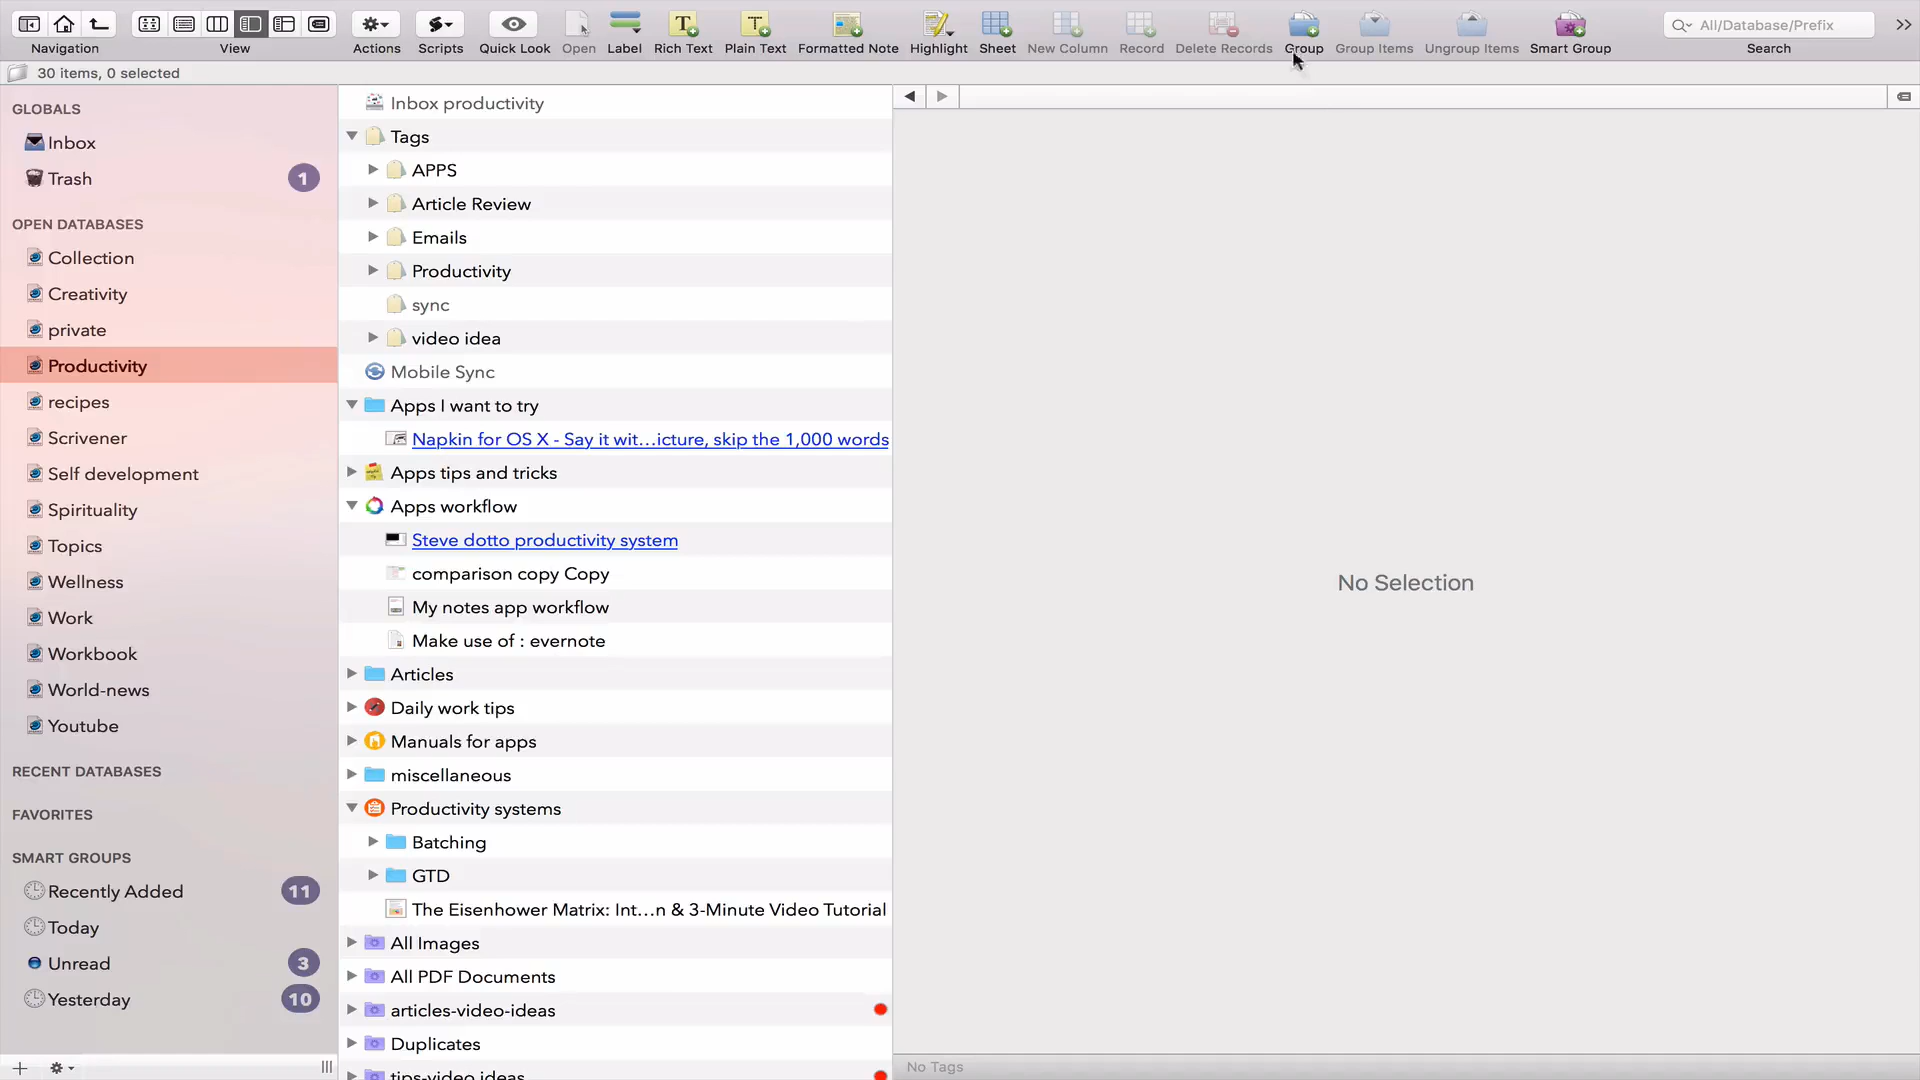 Navigation
View
Actions
Scripts
Quick Look
Open
Label
Rich Text
Plain Text
Formatted Note
Highlight
Sheet
New Column
Record
Delete Records
Group
Group Items
Ungroup Items
Smart Group
All/Database/Prefix
Search
30 items, 0 selected
GLOBALS
Inbox
Trash
1
OPEN DATABASES
Collection
Creativity
private
Productivity
recipes
Scrivener
Self development
Spirituality
Topics
Wellness
Work
Workbook
World-news
Youtube
RECENT DATABASES
FAVORITES
SMART GROUPS
Recently Added
11
Today
Unread
3
Yesterday
10
Inbox productivity
Tags
APPS
Article Review
Emails
Productivity
sync
video idea
Mobile Sync
Apps I want to try
Napkin for OS X - Say it wit...icture, skip the 1,000 words
Apps tips and tricks
Apps workflow
Steve dotto productivity system
comparison copy Copy
My notes app workflow
Make use of : evernote
Articles
Daily work tips
Manuals for apps
miscellaneous
Productivity systems
Batching
GTD
The Eisenhower Matrix: Int...n & 3-Minute Video Tutorial
All Images
All PDF Documents
articles-video-ideas
Duplicates
tips-video ideas
No Selection
No Tags